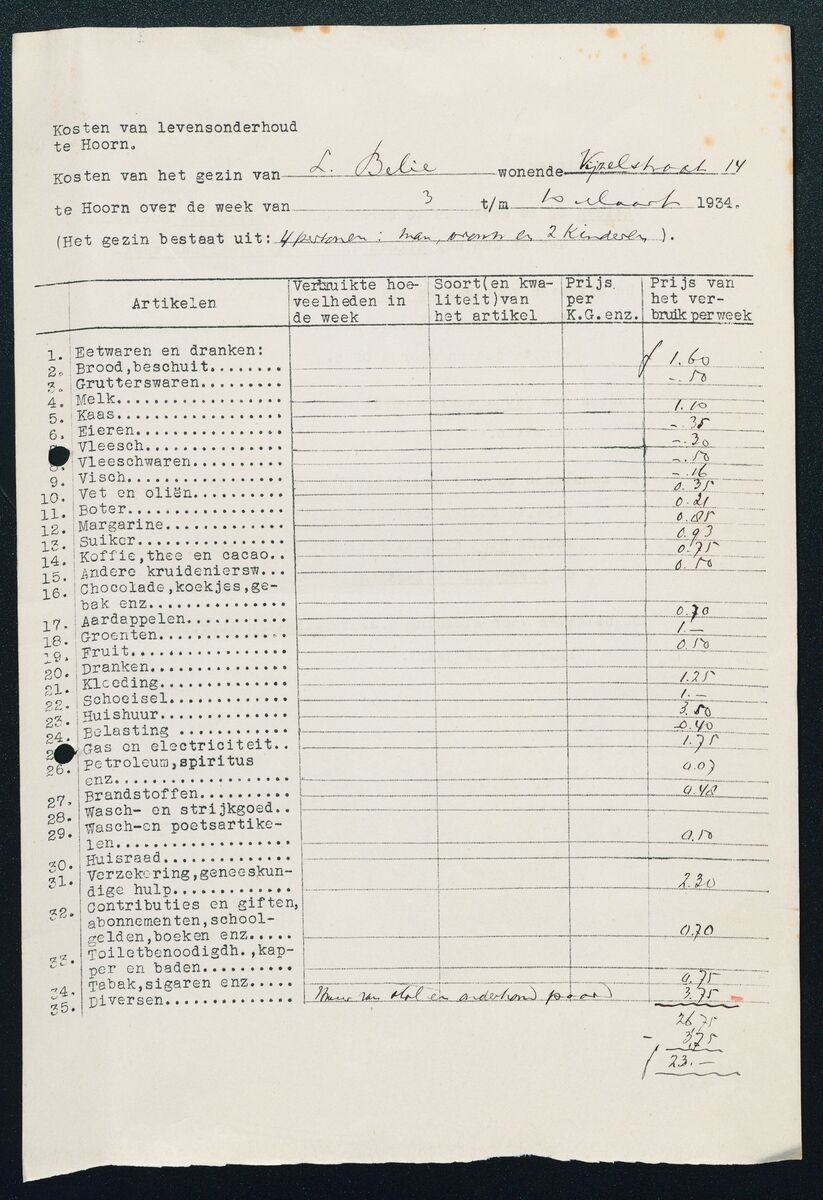 Kosten van levensonderhoud
te Hoorn.
Kosten van het gezin van L. Belie wonende 14
te Hoorn over de week van 3 t/m 10 Maart 1934.
(Het gezin bestaat uit: 4 personen: man, vrouw en 2 kinderen).
Artikelen
Verbruikte hoe-
veelheden in
de week
Soort(en kwa-
liteit)van
het artikel
Prijs
per
K.G.enz.
Prijs van
het ver-
bruik per week
1. Eetwaren en dranken:
2. Brood,beschuit........ ƒ 1.60
3. Grutterswaren......... -.50
4. Melk.................. 1.10
5. Kaas.................. -.35
6. Eieren................ -.30
Vleesch............... -.50
8. Vleeschwaren.......... -.16
9. Visch................. 0.35
10. Vet en oliën.......... 0.21
11. Boter................. 0.85
12. Margarine............. 0.93
13. Suiker................ 0.75
14. Koffie,thee en cacao.. 0.50
15. Andere kruideniersw...
16. Chocolade,koekjes,ge-
bak enz............... 0.70
17. Aardappelen........... 1.—
18. Groenten.............. 0.50
19. Fruit.................
20. Dranken............... 1.25
21. Kleeding.............. 1.—
22. Schoeisel............. 3.50
23. Huishuur.............. 0.40
24. Belasting ............ 1.75
2 Gas en electriciteit..
26. Petroleum,spiritus
enz................... 0.07
27. Brandstoffen.......... 0.48
28. Wasch- en strijkgoed..
29. Wasch-en poetsartike-
len................... 0.50
30. Huisraad..............
31. Verzekering,geneeskun-
dige hulp............. 2.30
32. Contributies en giften,
abonnementen,school-
gelden,boeken enz..... 0.70
33. Toiletbenoodigdh.,kap-
per en baden..........
34. Tabak,sigaren enz..... 0.75
35. Diversen.............. Huur van stal en onderhoud paard 3.75
26.75
- 3.75
ƒ 23.—